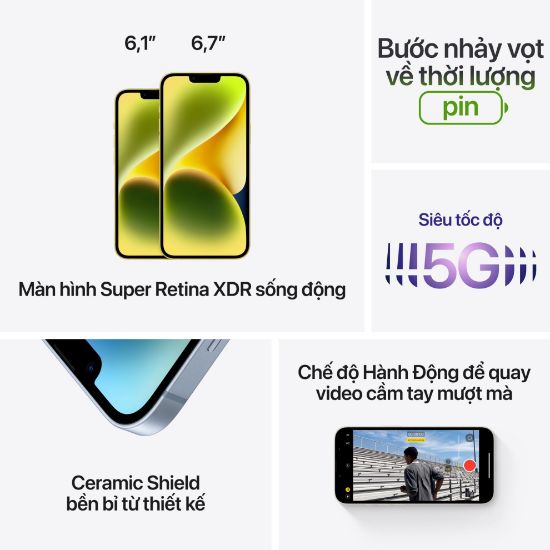 6,1”
6,7”
Màn hình Super Retina XDR sống động
Bước nhảy vọt
về thời lượng
pin
Siêu tốc độ
5G
Ceramic Shield
bền bỉ từ thiết kế
Chế độ Hành Động để quay
video cầm tay mượt mà